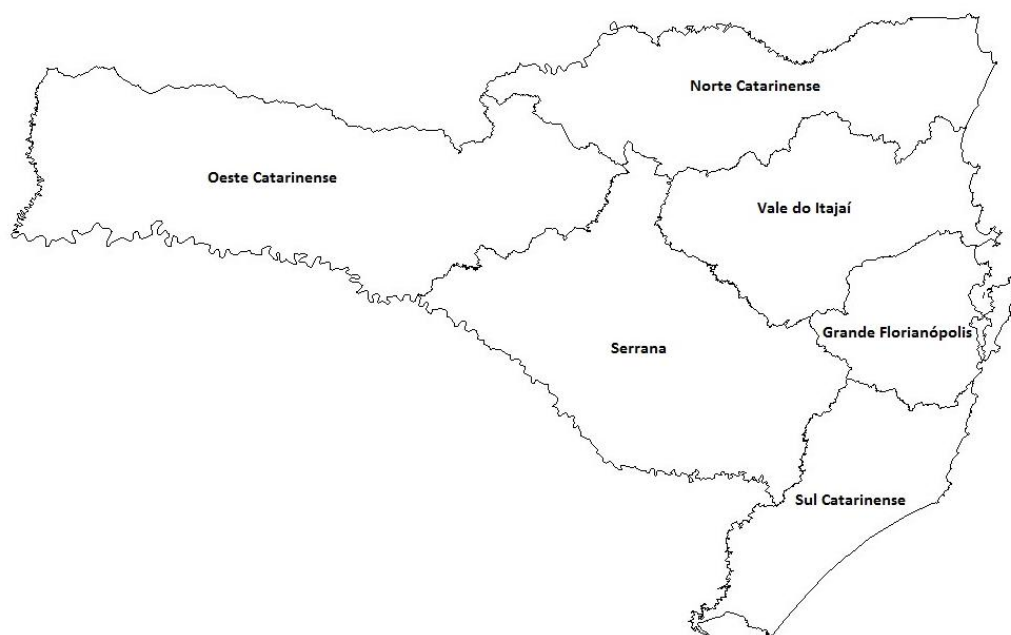 Norte Catarinense
Oeste Catarinense
Vale do Itajaí
Grande Florianópolis
Serrana
Sul Catarinense